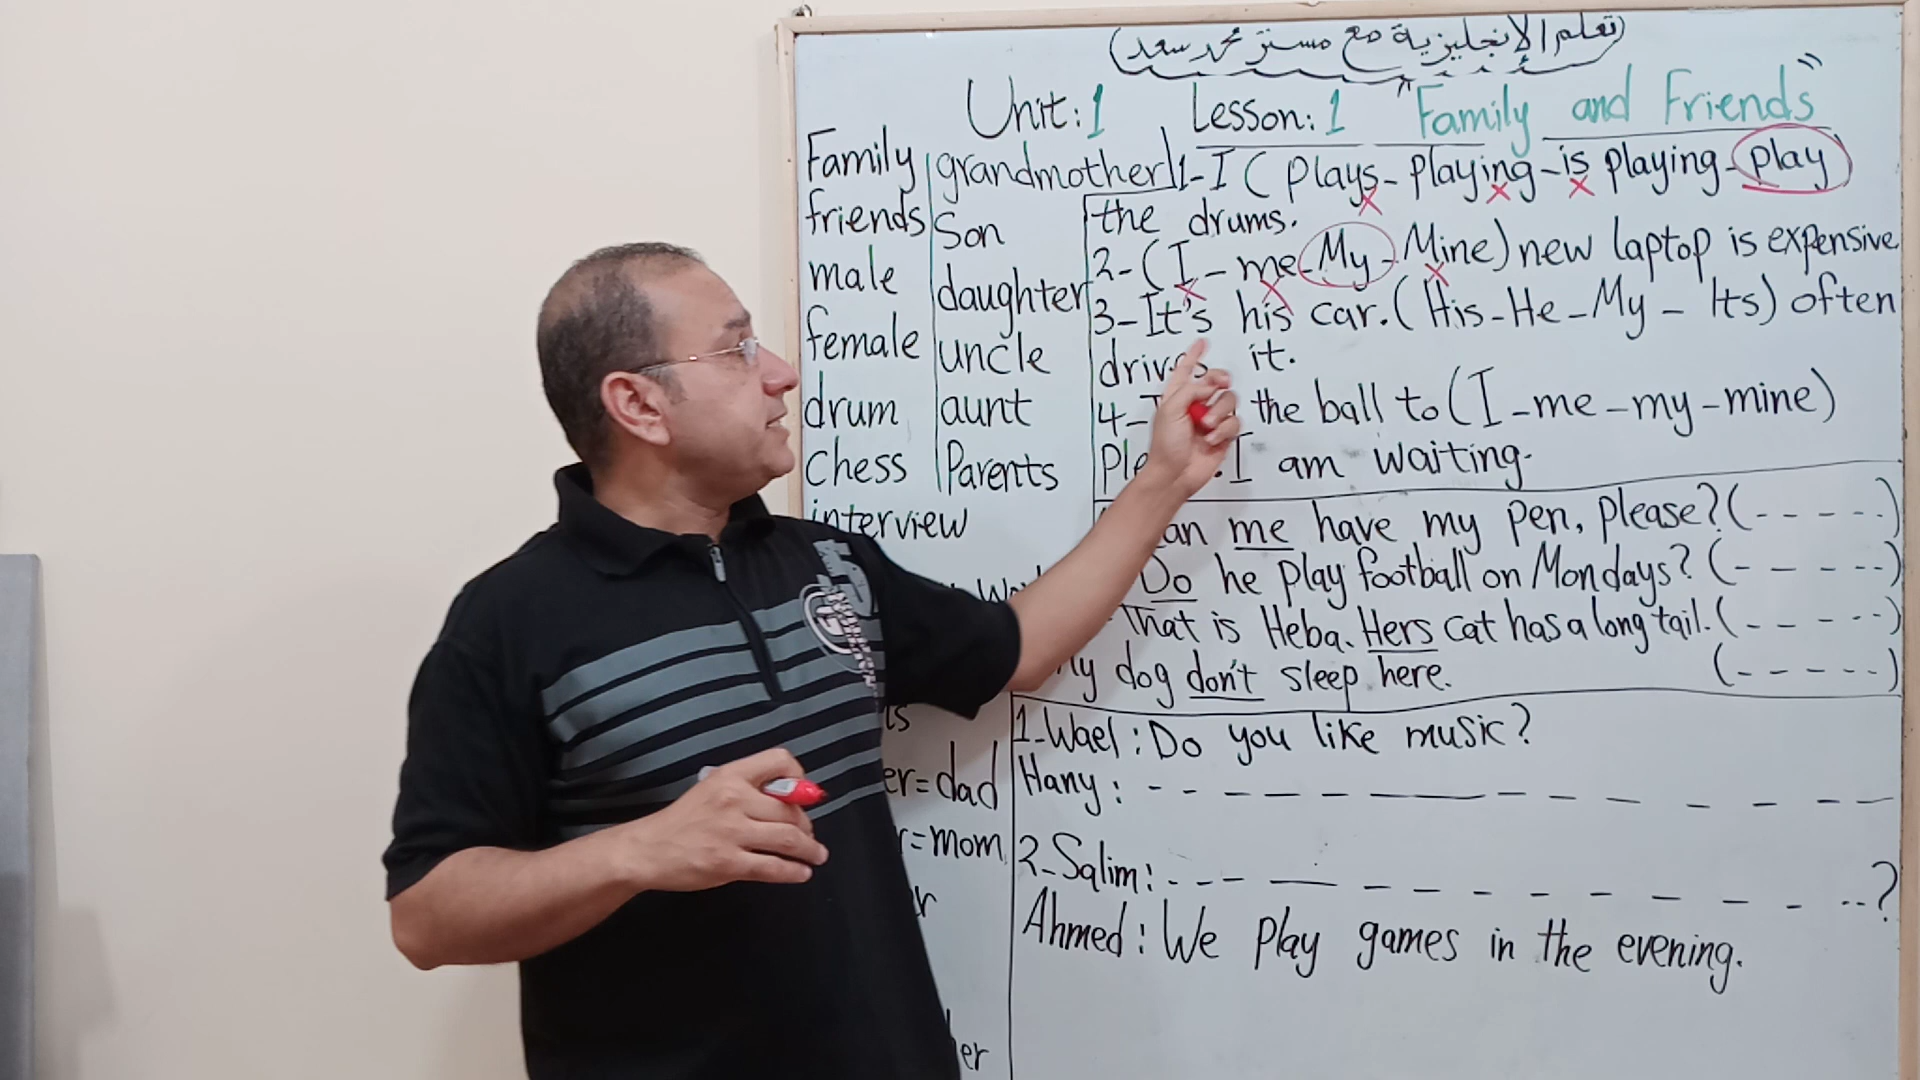 (تعلم الإنجليزية مع مستر محمد سعد)
Unit:1 Lesson:1 "Family and Friends"
Family
friends
male
female
drum
chess
interview
grandmother
Son
daughter
uncle
aunt
Parents
1-I (plays-playing-is playing-play
the drums.
2-(I-me-My-Mine) new laptop is expensive
3-It's his car.(His-He-My-Its) often
drives it.
4- the ball to (I-me-my-mine)
I am waiting.
me have my pen, please? (-----)
Do he play football on Mondays? (-----)
That is Heba. Hers cat has a long tail. (-----)
dog don't sleep here. (-----)
=dad
=mom
1-Wael: Do you like music?
Hany: --------------
2-Salim: --------------?
Ahmed: We play games in the evening.